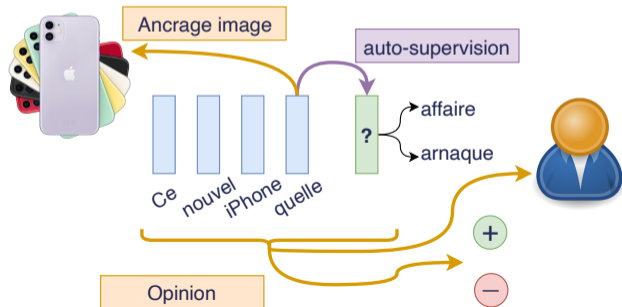 Ancrage image
auto-supervision
?
affaire
arnaque
Ce
nouvel
iPhone
quelle
+
−
Opinion